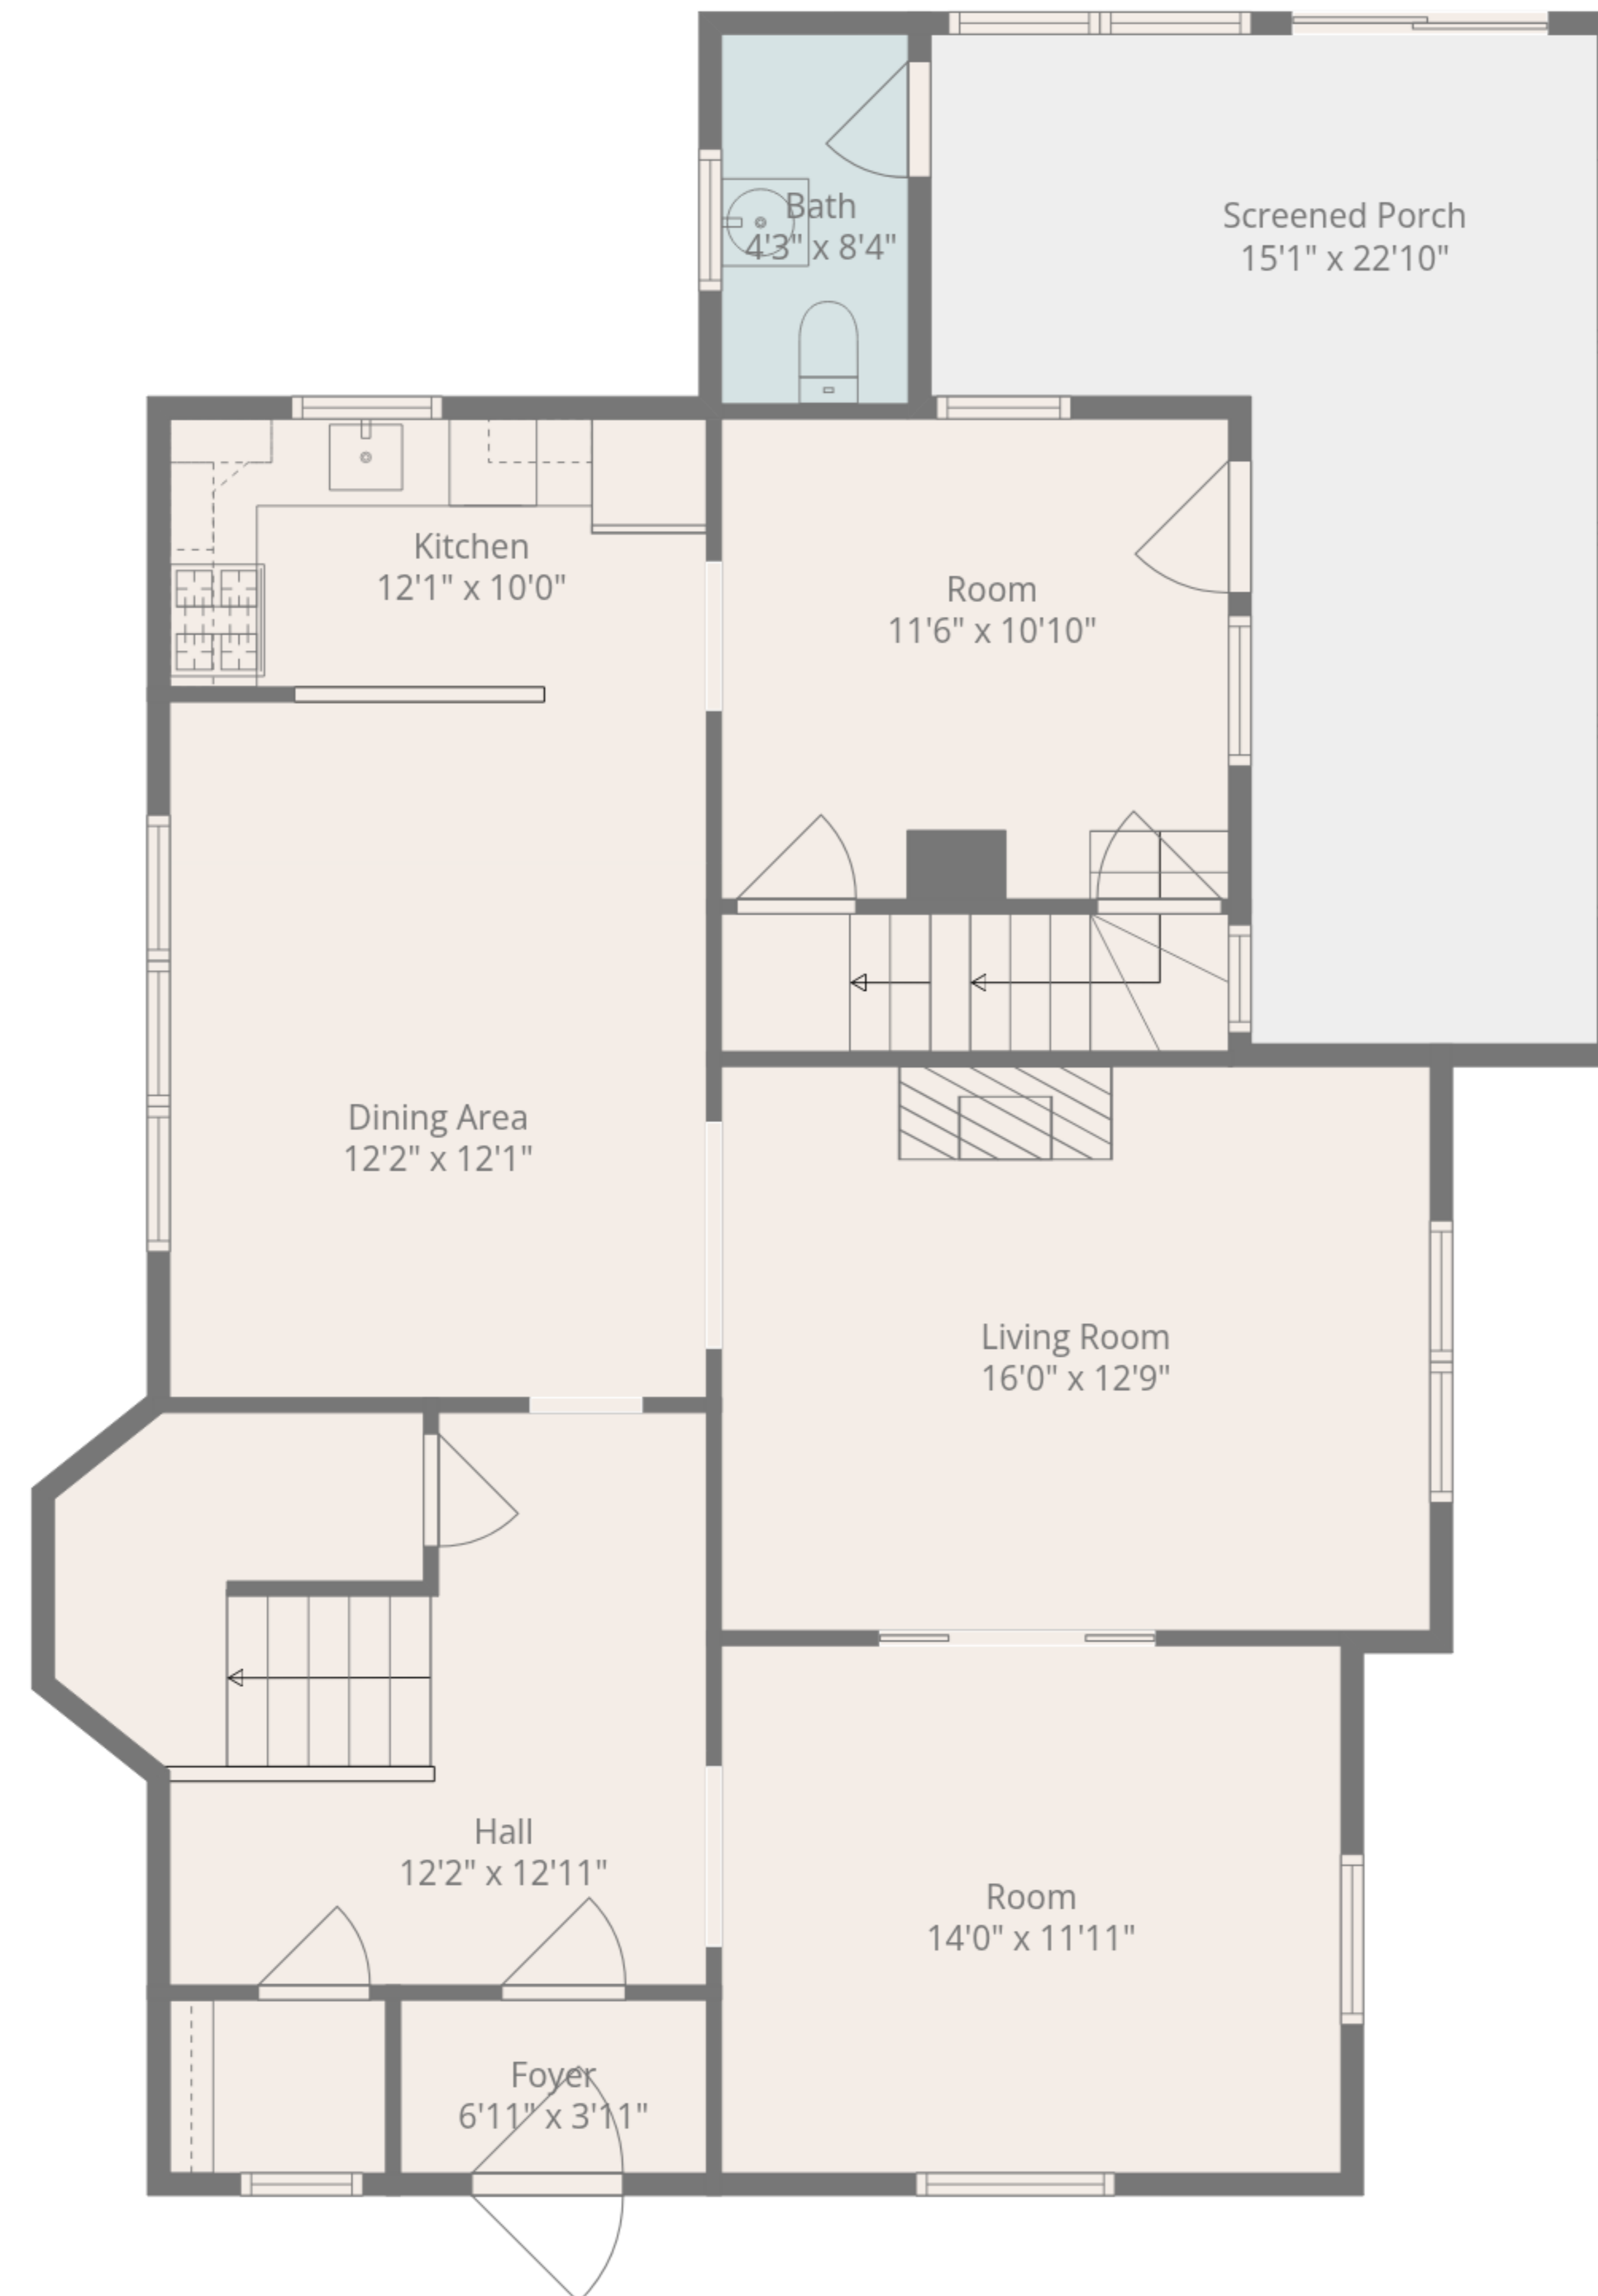 Bath
4'3" x 8'4"
Screened Porch
15'1" x 22'10"
Kitchen
12'1" x 10'0"
Room
11'6" x 10'10"
Dining Area
12'2" x 12'1"
Living Room
16'0" x 12'9"
Hall
12'2" x 12'11"
Room
14'0" x 11'11"
Foyer
6'11" x 3'11"